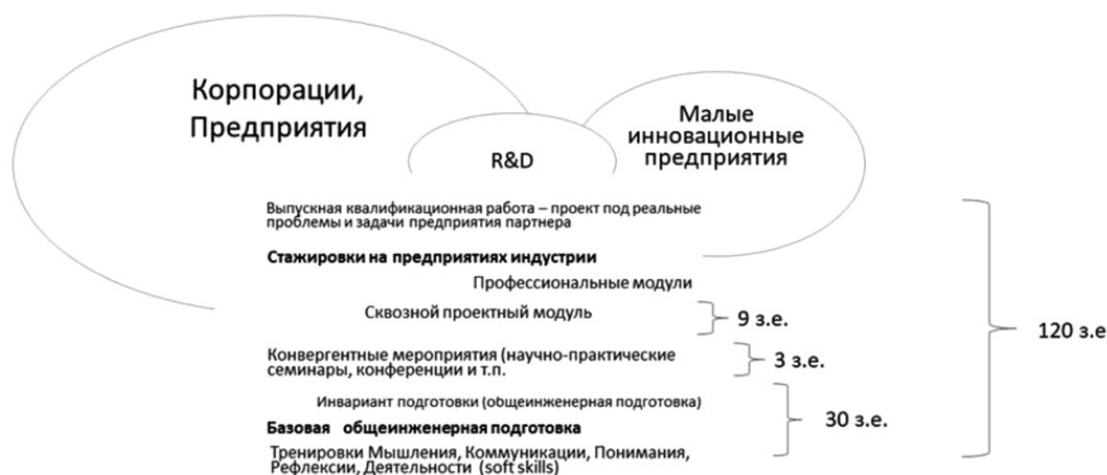 Корпорации,
Предприятия
Малые
инновационные
предприятия
R&D
Выпускная квалификационная работа – проект под реальные
проблемы и задачи предприятия партнера
Стажировки на предприятиях индустрии
Профессиональные модули
Сквозной проектный модуль
9 з.е.
120 з.е
Конвергентные мероприятия (научно-практические
семинары, конференции и т.п.
3 з.е.
Инвариант подготовки (общеинженерная подготовка)
30 з.е.
Базовая общеинженерная подготовка
Тренировки Мышления, Коммуникации, Понимания,
Рефлексии, Деятельности (soft skills)